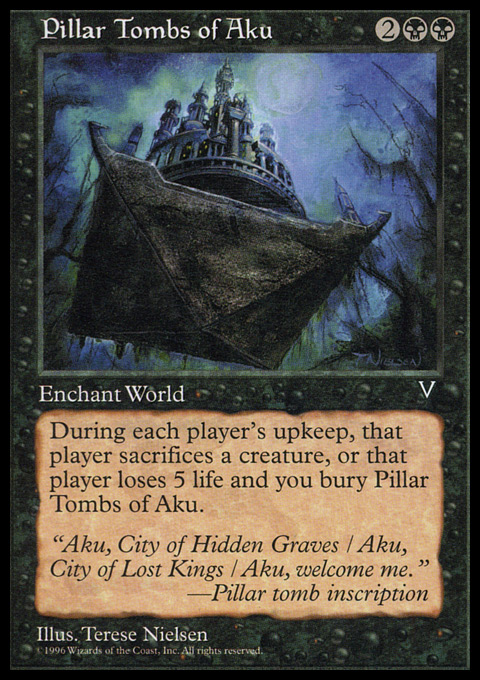 Pillar Tombs of Aku 2
T. NIELSEN
Enchant World V
During each player's upkeep, that
player sacrifices a creature, or that
player loses 5 life and you bury Pillar
Tombs of Aku.
"Aku, City of Hidden Graves / Aku,
City of Lost Kings / Aku, welcome me."
—Pillar tomb inscription
Illus. Terese Nielsen
©1996 Wizards of the Coast, Inc. All rights reserved.